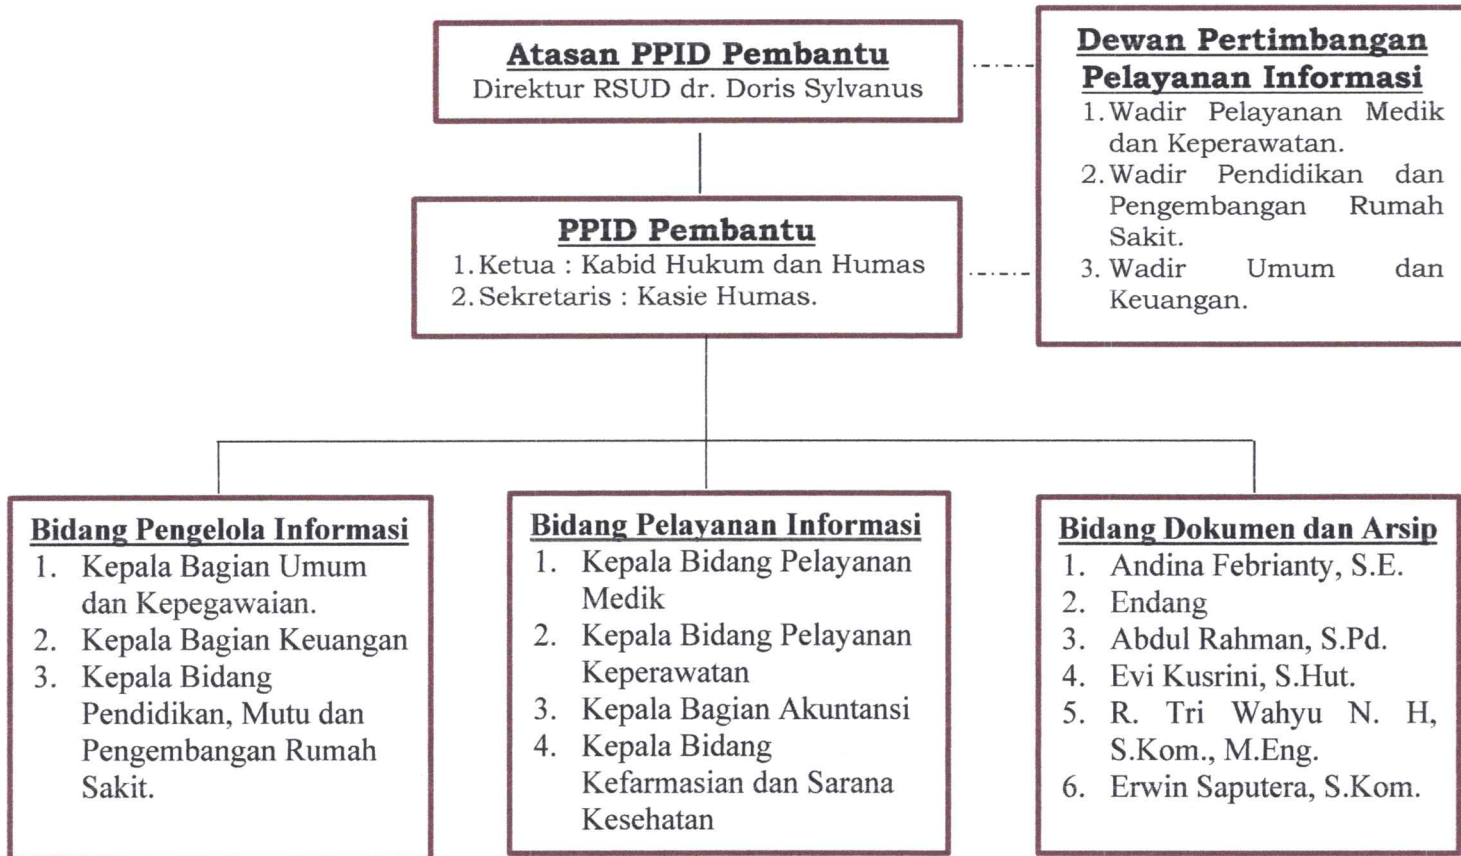 Atasan PPID Pembantu
Direktur RSUD dr. Doris Sylvanus
Dewan Pertimbangan
Pelayanan Informasi
1. Wadir Pelayanan Medik
dan Keperawatan.
2. Wadir Pendidikan dan
Pengembangan Rumah
Sakit.
3. Wadir Umum dan
Keuangan.
PPID Pembantu
1. Ketua : Kabid Hukum dan Humas
2. Sekretaris : Kasie Humas.
Bidang Pengelola Informasi
1. Kepala Bagian Umum
dan Kepegawaian.
2. Kepala Bagian Keuangan
3. Kepala Bidang
Pendidikan, Mutu dan
Pengembangan Rumah
Sakit.
Bidang Pelayanan Informasi
1. Kepala Bidang Pelayanan
Medik
2. Kepala Bidang Pelayanan
Keperawatan
3. Kepala Bagian Akuntansi
4. Kepala Bidang
Kefarmasian dan Sarana
Kesehatan
Bidang Dokumen dan Arsip
1. Andina Febrianty, S.E.
2. Endang
3. Abdul Rahman, S.Pd.
4. Evi Kusrini, S.Hut.
5. R. Tri Wahyu N. H,
S.Kom., M.Eng.
6. Erwin Saputera, S.Kom.